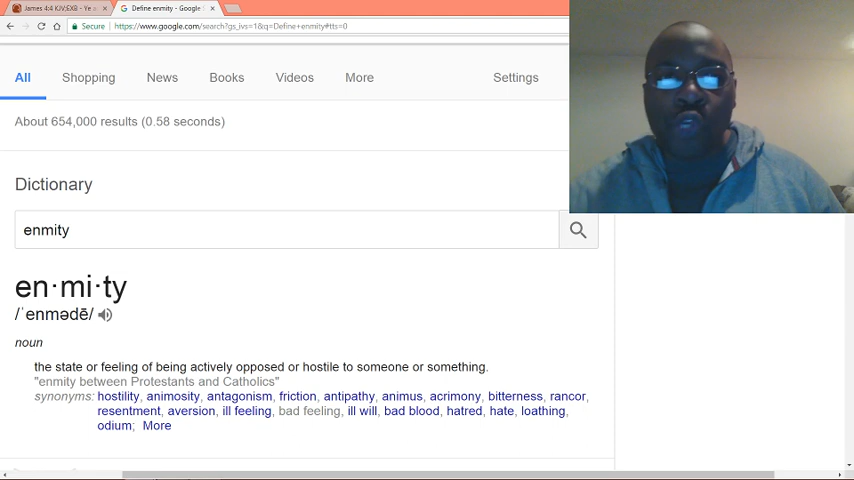 James 4:4 KJV;EXB - Ye a
Define enmity - Google S
Secure
https://www.google.com/search?gs_ivs=1&q=Define+enmity#tts=0
All Shopping News Books Videos More Settings
About 654,000 results (0.58 seconds)
Dictionary
enmity
en·mi·ty
/ˈenmədē/
noun
the state or feeling of being actively opposed or hostile to someone or something.
"enmity between Protestants and Catholics"
synonyms: hostility, animosity, antagonism, friction, antipathy, animus, acrimony, bitterness, rancor,
resentment, aversion, ill feeling, bad feeling, ill will, bad blood, hatred, hate, loathing,
odium; More